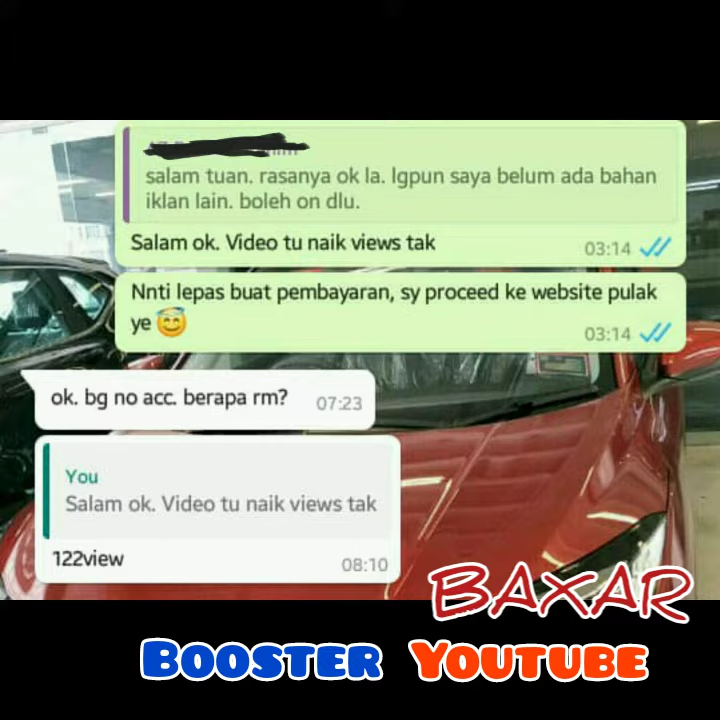 salam tuan. rasanya ok la. lgpun saya belum ada bahan
iklan lain. boleh on dlu.
Salam ok. Video tu naik views tak
03:14
Nnti lepas buat pembayaran, sy proceed ke website pulak
ye 😇
03:14
ok. bg no acc. berapa rm?
07:23
You
Salam ok. Video tu naik views tak
122view
08:10
BAXAR
BOOSTER YOUTUBE